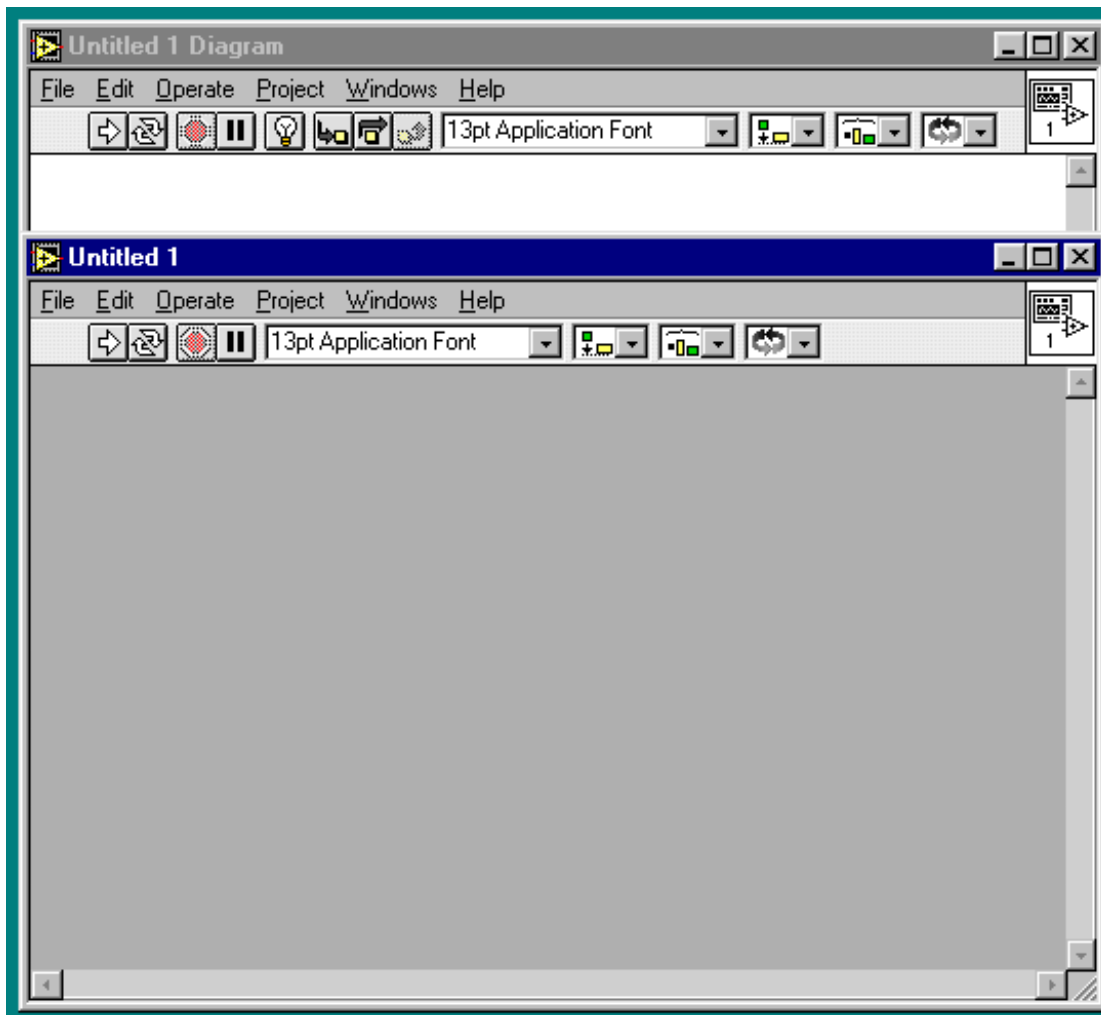 Untitled 1 Diagram
File Edit Operate Project Windows Help
13pt Application Font
1
Untitled 1
File Edit Operate Project Windows Help
13pt Application Font
1